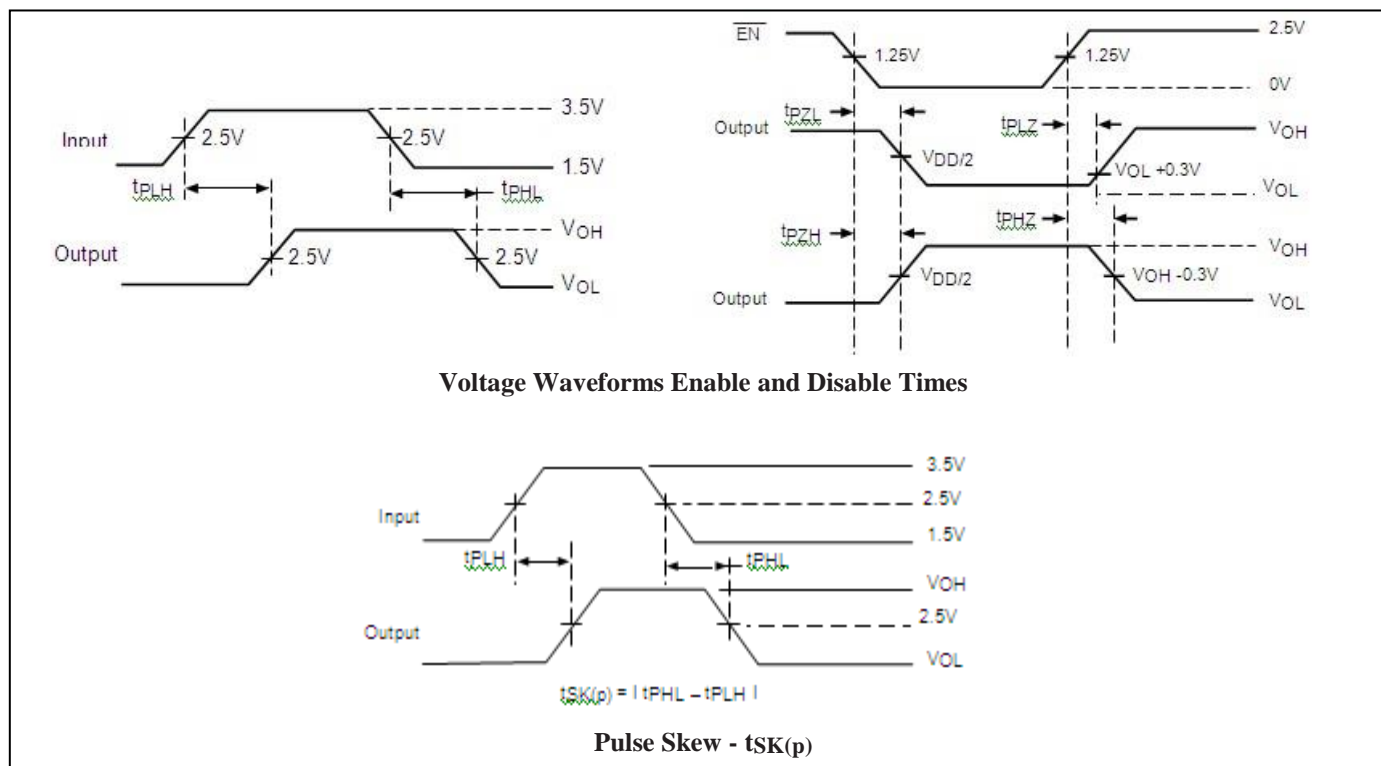 Input
2.5V
2.5V
3.5V
1.5V
tPLH
tPHL
Output
2.5V
2.5V
VOH
VOL
EN
1.25V
1.25V
2.5V
0V
tPZL
tPLZ
Output
VDD/2
VOL +0.3V
VOH
VOL
tPZH
tPHZ
Output
VDD/2
VOH -0.3V
VOH
VOL
Voltage Waveforms Enable and Disable Times
Input
3.5V
2.5V
1.5V
tPLH
tPHL
Output
VOH
2.5V
VOL
tSK(p) = | tPHL – tPLH |
Pulse Skew - tSK(p)